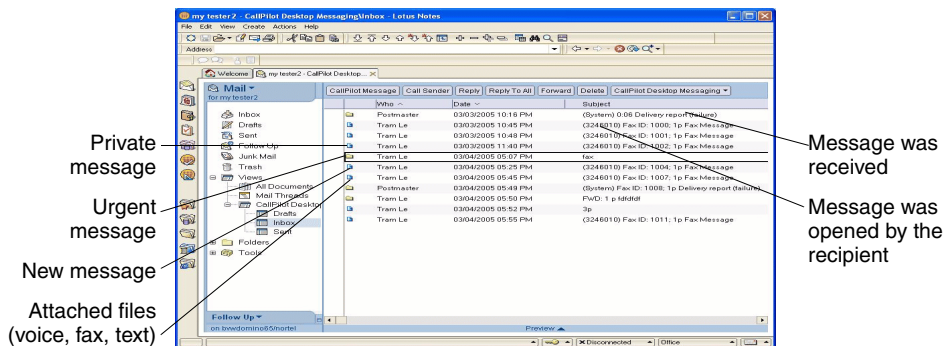 my tester2 - CallPilot Desktop Messaging\Inbox - Lotus Notes
File Edit View Create Actions Help
Address
Welcome my tester2 : CallPilot Desktop...
Mail
for my tester2
Inbox
Drafts
Sent
Follow Up
Junk Mail
Trash
Views
All Documents
Mail Threads
CallPilot Desktop
Drafts
Inbox
Sent
Folders
Tools
Follow Up
on bvwdomino65/nortel
CallPilot Message Call Sender Reply Reply To All Forward Delete CallPilot Desktop Messaging
Who Date Subject
Postmaster 03/03/2005 10:16 PM (System) 0:06 Delivery report (failure)
Tram Le 03/03/2005 10:45 PM (3246010) Fax ID: 1000; 1p Fax Message
Tram Le 03/03/2005 10:48 PM (3246010) Fax ID: 1001; 1p Fax Message
Tram Le 03/03/2005 11:40 PM (3246010) Fax ID: 1002; 1p Fax Message
Tram Le 03/04/2005 05:07 PM fax
Tram Le 03/04/2005 05:25 PM (3246010) Fax ID: 1004; 1p Fax Message
Tram Le 03/04/2005 05:45 PM (3246010) Fax ID: 1007; 1p Fax Message
Postmaster 03/04/2005 05:49 PM (System) Fax ID: 1008; 1p Delivery report (failure)
Tram Le 03/04/2005 05:50 PM FWD: 1 p fdfdfdf
Tram Le 03/04/2005 05:52 PM 3p
Tram Le 03/04/2005 05:55 PM (3246010) Fax ID: 1011; 1p Fax Message
Preview
Disconnected Office
Private
message
Urgent
message
New message
Attached files
(voice, fax, text)
Message was
received
Message was
opened by the
recipient